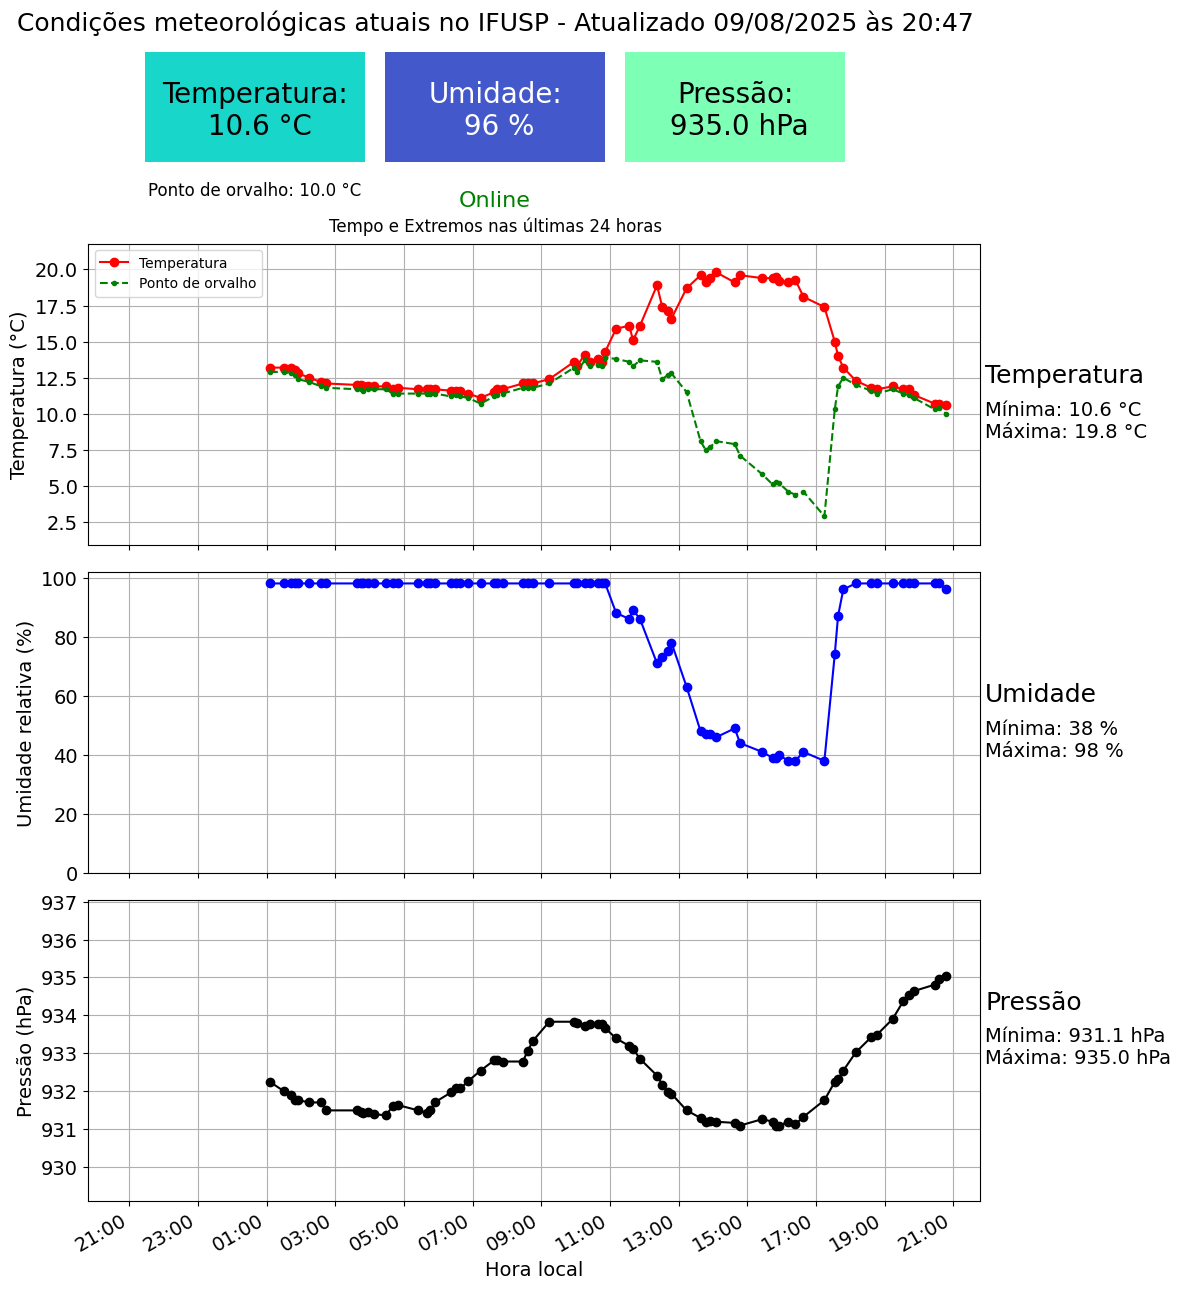 Condições meteorológicas atuais no IFUSP - Atualizado 09/08/2025 às 20:47
Temperatura:
10.6 °C
Umidade:
96 %
Pressão:
935.0 hPa
Ponto de orvalho: 10.0 °C
Online
Tempo e Extremos nas últimas 24 horas
Temperatura
Ponto de orvalho
Temperatura (°C)
20.0
17.5
15.0
12.5
10.0
7.5
5.0
2.5
Temperatura
Mínima: 10.6 °C
Máxima: 19.8 °C
Umidade relativa (%)
100
80
60
40
20
0
Umidade
Mínima: 38 %
Máxima: 98 %
Pressão (hPa)
937
936
935
934
933
932
931
930
Pressão
Mínima: 931.1 hPa
Máxima: 935.0 hPa
21:00 23:00 01:00 03:00 05:00 07:00 09:00 11:00 13:00 15:00 17:00 19:00 21:00
Hora local